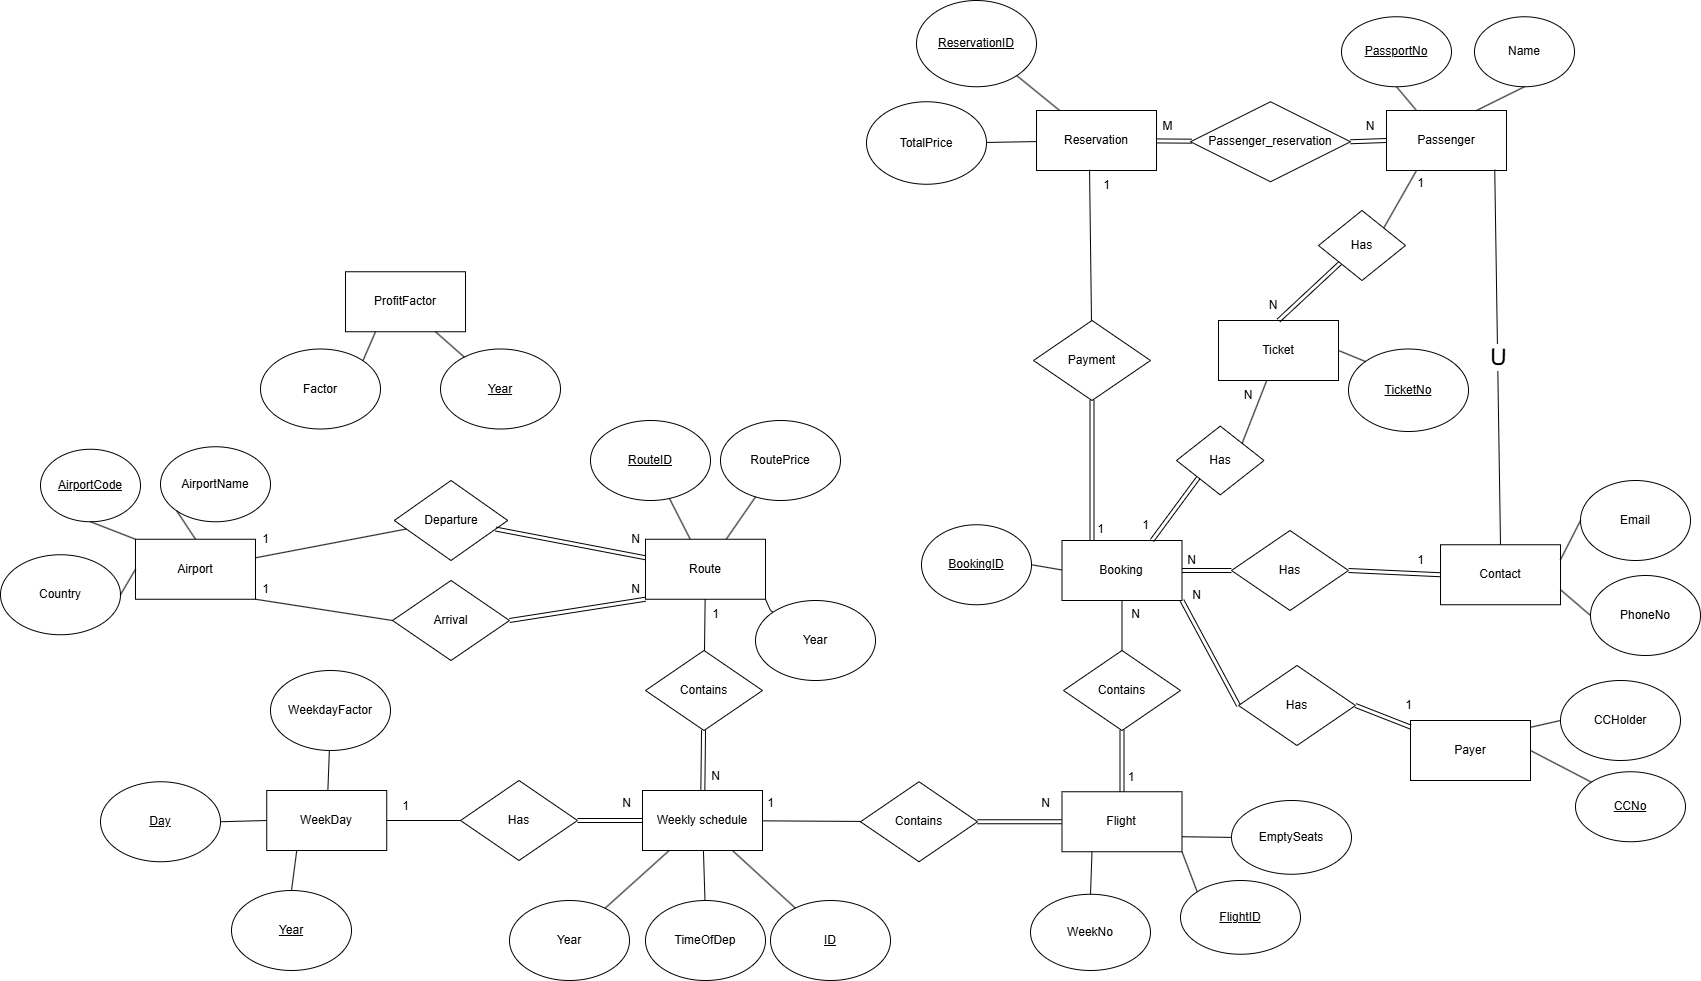 ReservationID
PassportNo
Name
TotalPrice
Reservation
M
Passenger_reservation
N
Passenger
1
1
Has
ProfitFactor
Factor
Year
N
Ticket
TicketNo
U
Payment
N
Has
AirportCode
AirportName
RouteID
RoutePrice
Country
Airport
1
1
Departure
Arrival
N
N
Route
Year
1
Contains
N
BookingID
1
1
Booking
N
Has
1
Contact
Email
PhoneNo
N
N
Has
1
Payer
CCHolder
CCNo
Contains
1
WeekdayFactor
Day
WeekDay
Year
1
Has
N
Weekly schedule
1
Contains
N
Flight
EmptySeats
FlightID
WeekNo
Year
TimeOfDep
ID